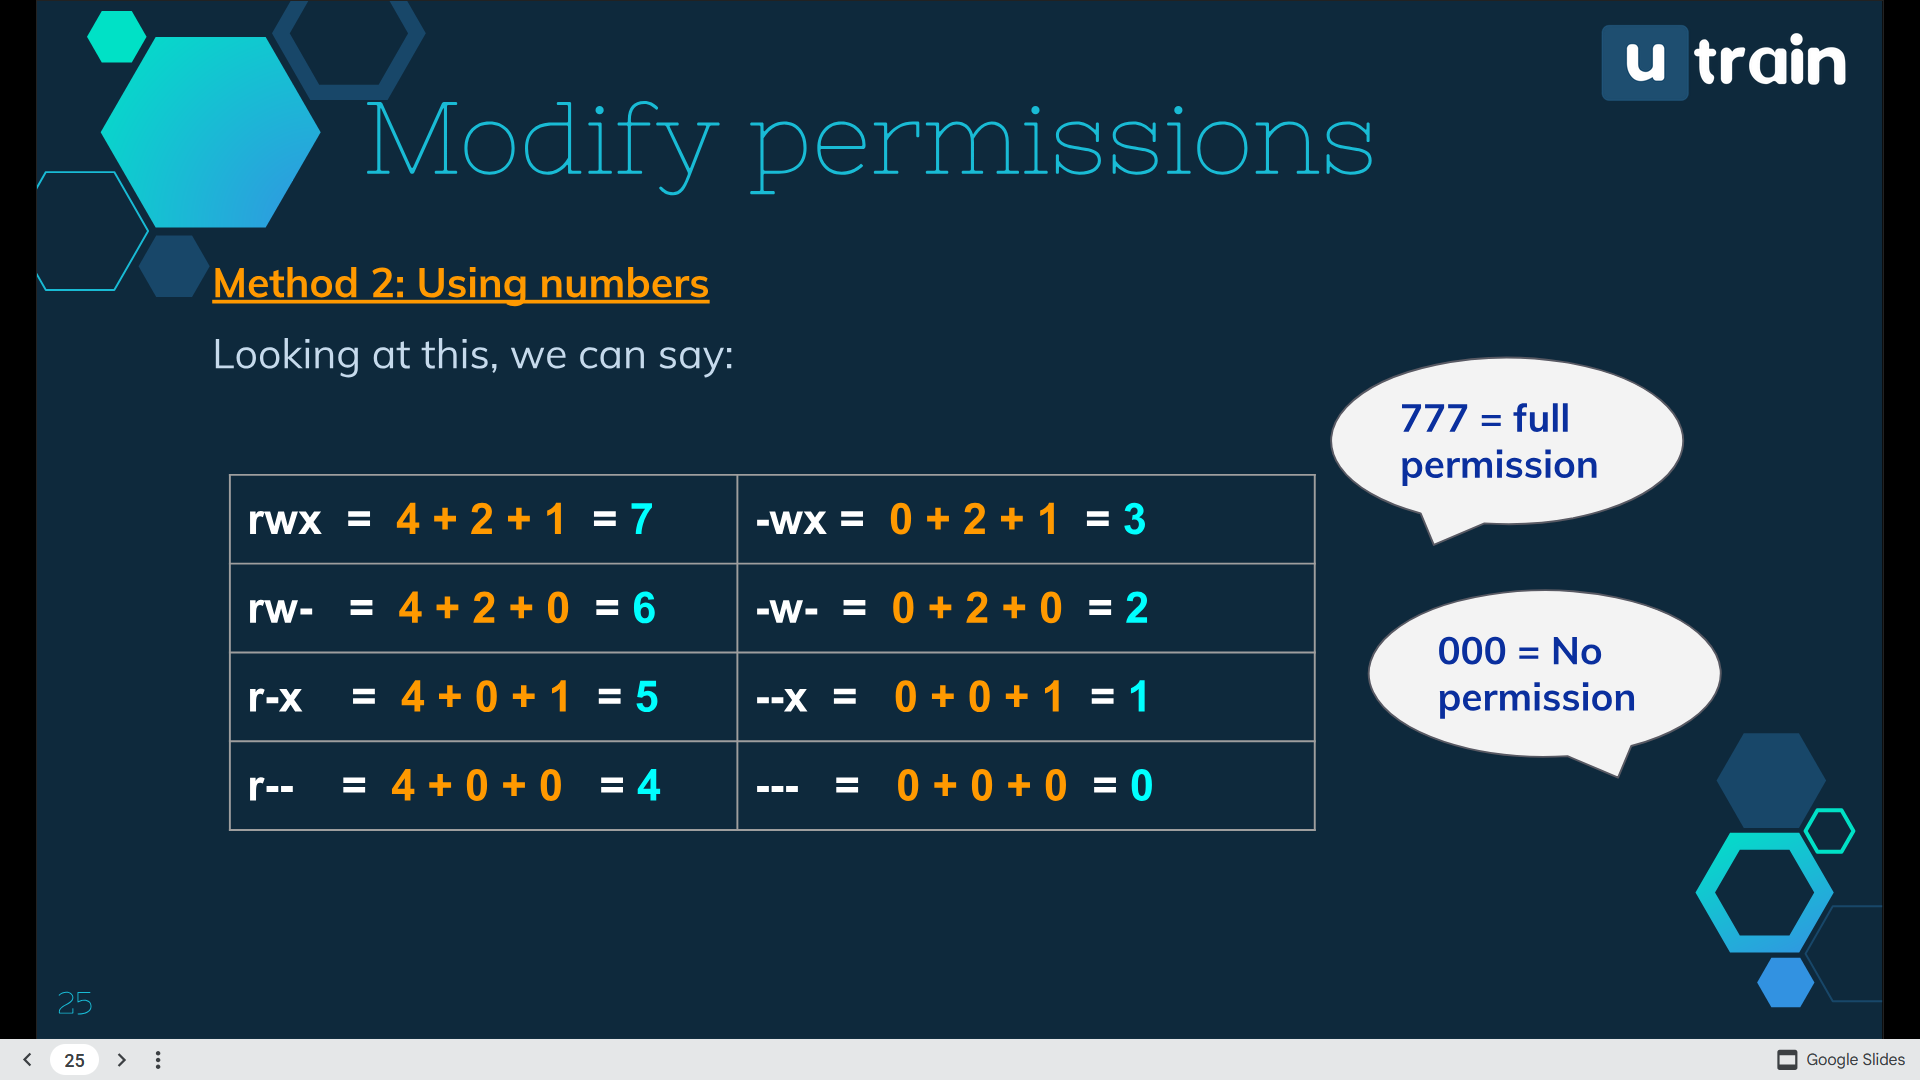 u train
Modify permissions
Method 2: Using numbers
Looking at this, we can say:
777 = full
permission
rwx = 4 + 2 + 1 = 7
-wx = 0 + 2 + 1 = 3
rw- = 4 + 2 + 0 = 6
-w- = 0 + 2 + 0 = 2
000 = No
permission
r-x = 4 + 0 + 1 = 5
--x = 0 + 0 + 1 = 1
r-- = 4 + 0 + 0 = 4
--- = 0 + 0 + 0 = 0
25
25
Google Slides